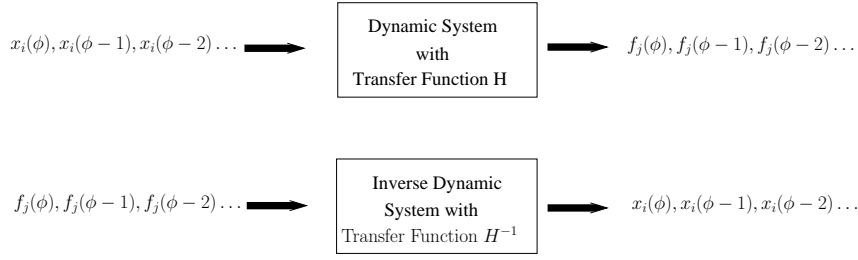 x_i(ϕ), x_i(ϕ − 1), x_i(ϕ − 2) . . .
Dynamic System
with
Transfer Function H
f_j(ϕ), f_j(ϕ − 1), f_j(ϕ − 2) . . .
f_j(ϕ), f_j(ϕ − 1), f_j(ϕ − 2) . . .
Inverse Dynamic
System with
Transfer Function H^{−1}
x_i(ϕ), x_i(ϕ − 1), x_i(ϕ − 2) . . .